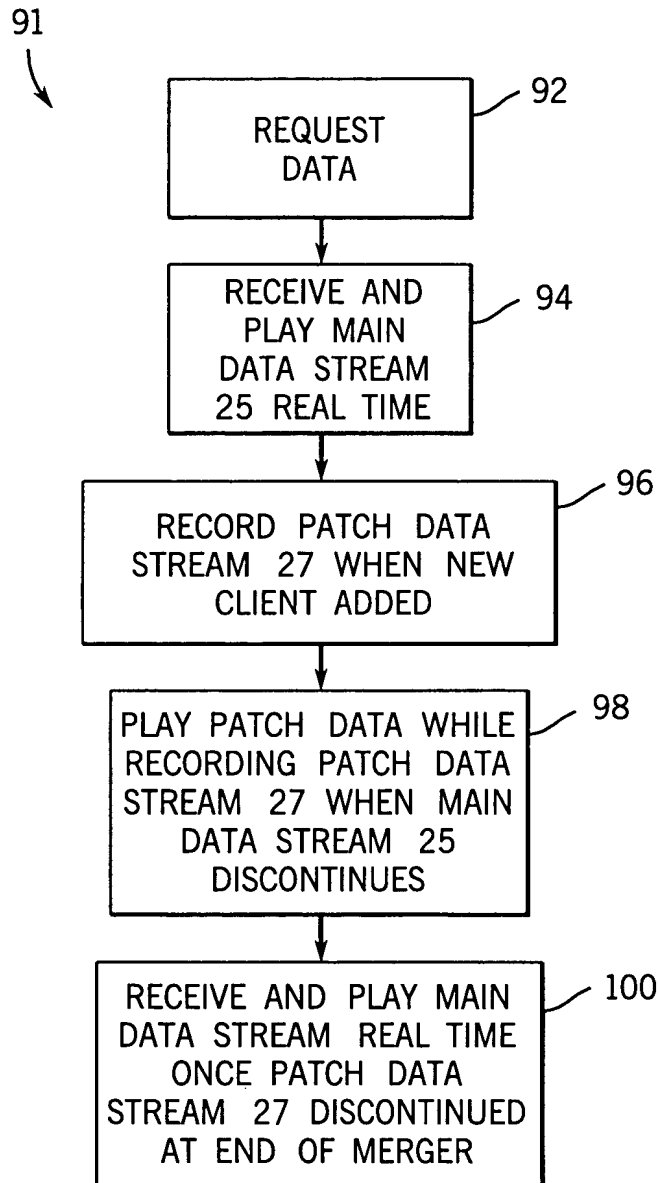 91
92
REQUEST
DATA
94
RECEIVE AND
PLAY MAIN
DATA STREAM
25 REAL TIME
96
RECORD PATCH DATA
STREAM 27 WHEN NEW
CLIENT ADDED
98
PLAY PATCH DATA WHILE
RECORDING PATCH DATA
STREAM 27 WHEN MAIN
DATA STREAM 25
DISCONTINUES
100
RECEIVE AND PLAY MAIN
DATA STREAM REAL TIME
ONCE PATCH DATA
STREAM 27 DISCONTINUED
AT END OF MERGER